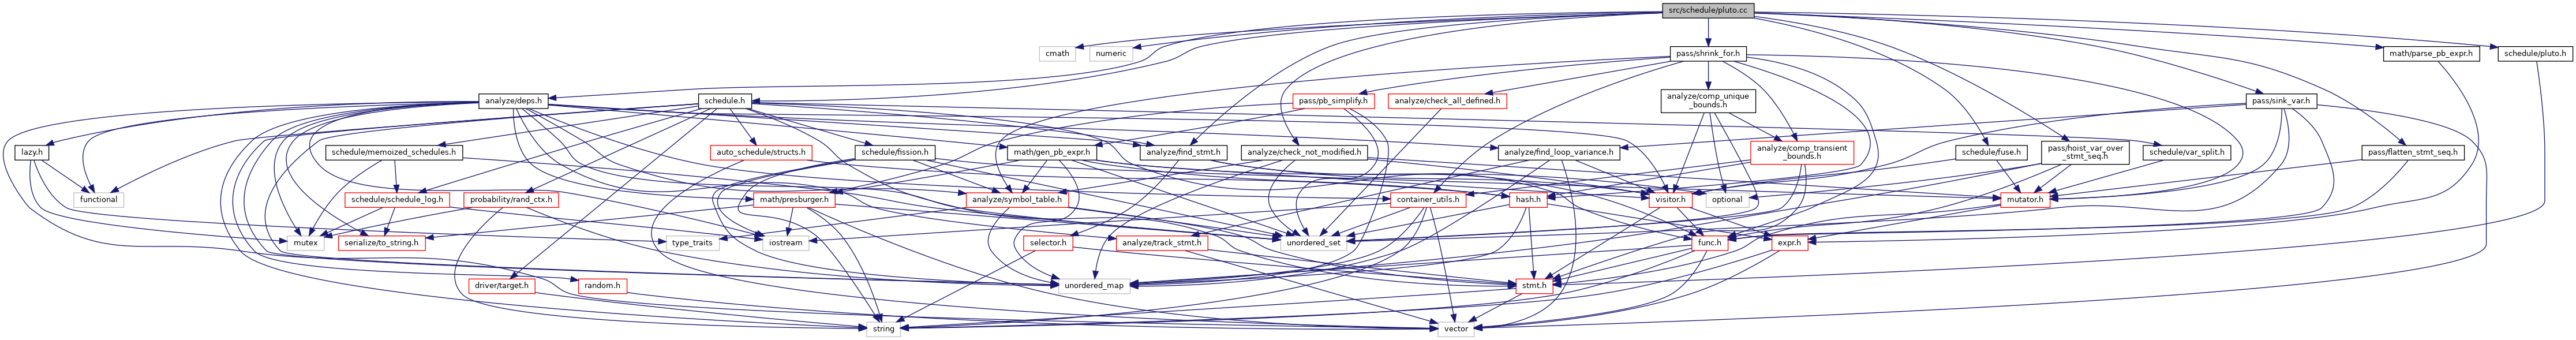 src/schedule/pluto.cc
cmath
numeric
pass/shrink_for.h
math/parse_pb_expr.h
schedule/pluto.h
analyze/deps.h
schedule.h
pass/pb_simplify.h
analyze/check_all_defined.h
analyze/comp_unique
_bounds.h
pass/sink_var.h
lazy.h
schedule/memoized_schedules.h
auto_schedule/structs.h
schedule/fission.h
math/gen_pb_expr.h
analyze/find_stmt.h
analyze/check_not_modified.h
analyze/find_loop_variance.h
analyze/comp_transient
_bounds.h
schedule/fuse.h
pass/hoist_var_over
_stmt_seq.h
schedule/var_split.h
pass/flatten_stmt_seq.h
functional
schedule/schedule_log.h
probability/rand_ctx.h
math/presburger.h
analyze/symbol_table.h
container_utils.h
hash.h
visitor.h
optional
mutator.h
mutex
serialize/to_string.h
type_traits
iostream
selector.h
analyze/track_stmt.h
unordered_set
func.h
expr.h
driver/target.h
random.h
unordered_map
stmt.h
string
vector